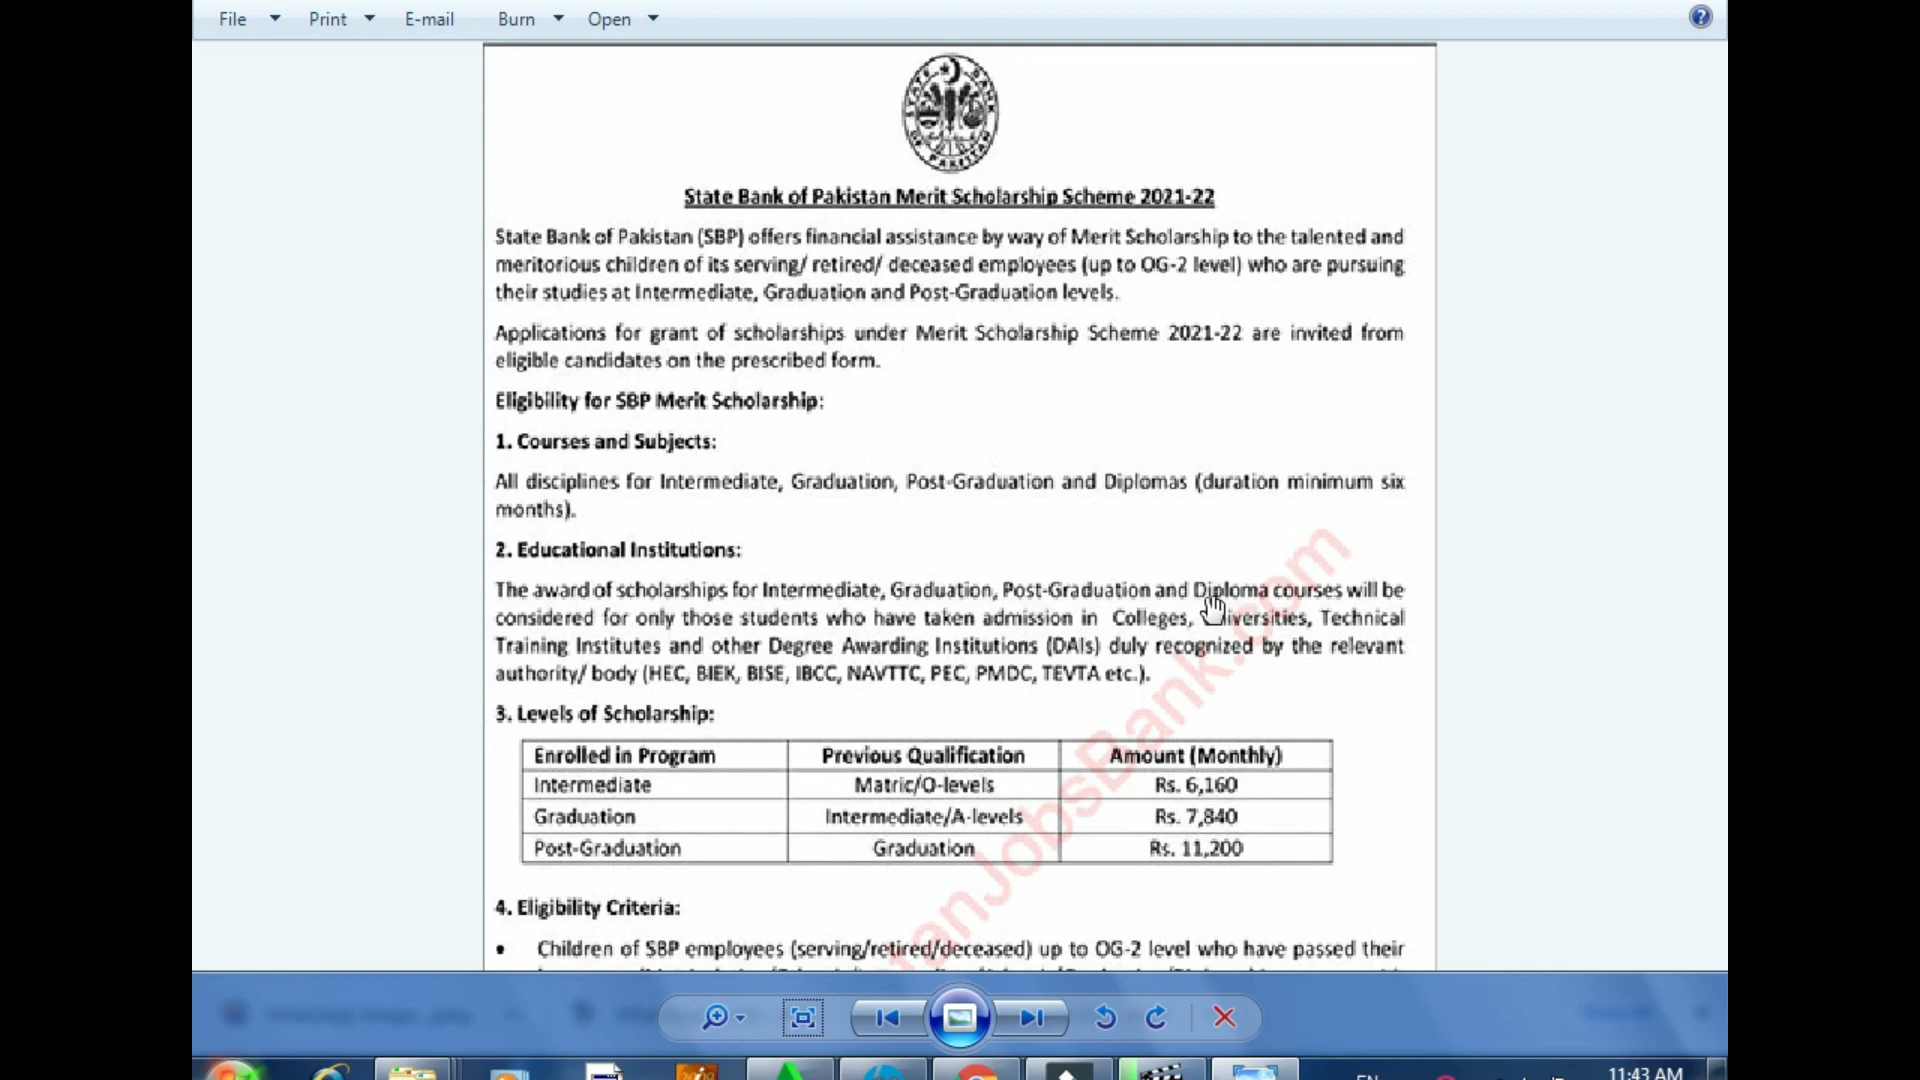 File Print E-mail Burn Open
STATE BANK OF PAKISTAN
State Bank of Pakistan Merit Scholarship Scheme 2021-22
State Bank of Pakistan (SBP) offers financial assistance by way of Merit Scholarship to the talented and
meritorious children of its serving/ retired/ deceased employees (up to OG-2 level) who are pursuing
their studies at Intermediate, Graduation and Post-Graduation levels.
Applications for grant of scholarships under Merit Scholarship Scheme 2021-22 are invited from
eligible candidates on the prescribed form.
Eligibility for SBP Merit Scholarship:
1. Courses and Subjects:
All disciplines for Intermediate, Graduation, Post-Graduation and Diplomas (duration minimum six
months).
2. Educational Institutions:
The award of scholarships for Intermediate, Graduation, Post-Graduation and Diploma courses will be
considered for only those students who have taken admission in Colleges, Universities, Technical
Training Institutes and other Degree Awarding Institutions (DAIs) duly recognized by the relevant
authority/ body (HEC, BIEK, BISE, IBCC, NAVTTC, PEC, PMDC, TEVTA etc.).
3. Levels of Scholarship:
Enrolled in Program Previous Qualification Amount (Monthly)
Intermediate Matric/O-levels Rs. 6,160
Graduation Intermediate/A-levels Rs. 7,840
Post-Graduation Graduation Rs. 11,200
4. Eligibility Criteria:
• Children of SBP employees (serving/retired/deceased) up to OG-2 level who have passed their
tanJobsBank.com
EN
11:43 AM